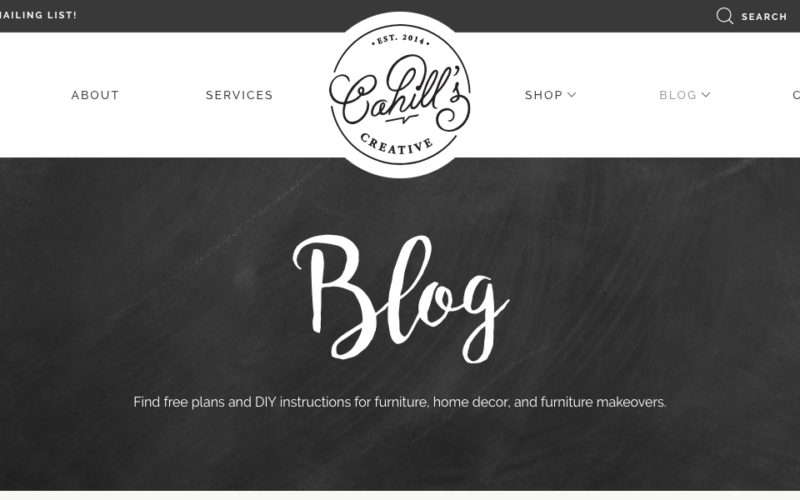 MAILING LIST!
SEARCH
EST. 2014
Cahill's
CREATIVE
ABOUT
SERVICES
SHOP
BLOG
Blog
Find free plans and DIY instructions for furniture, home decor, and furniture makeovers.